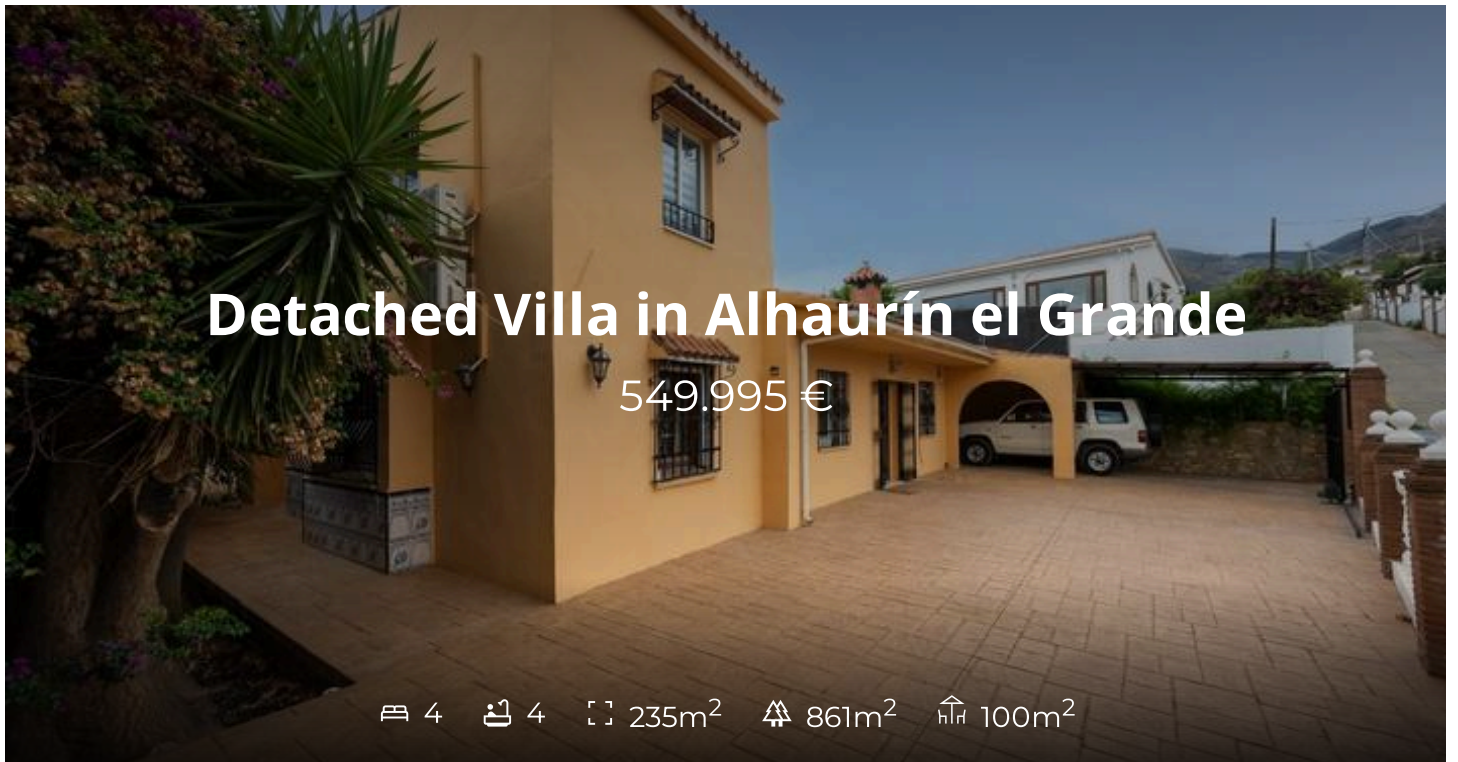 Detached Villa in Alhaurín el Grande
549.995 €
4 4 235m² 861m² 100m²